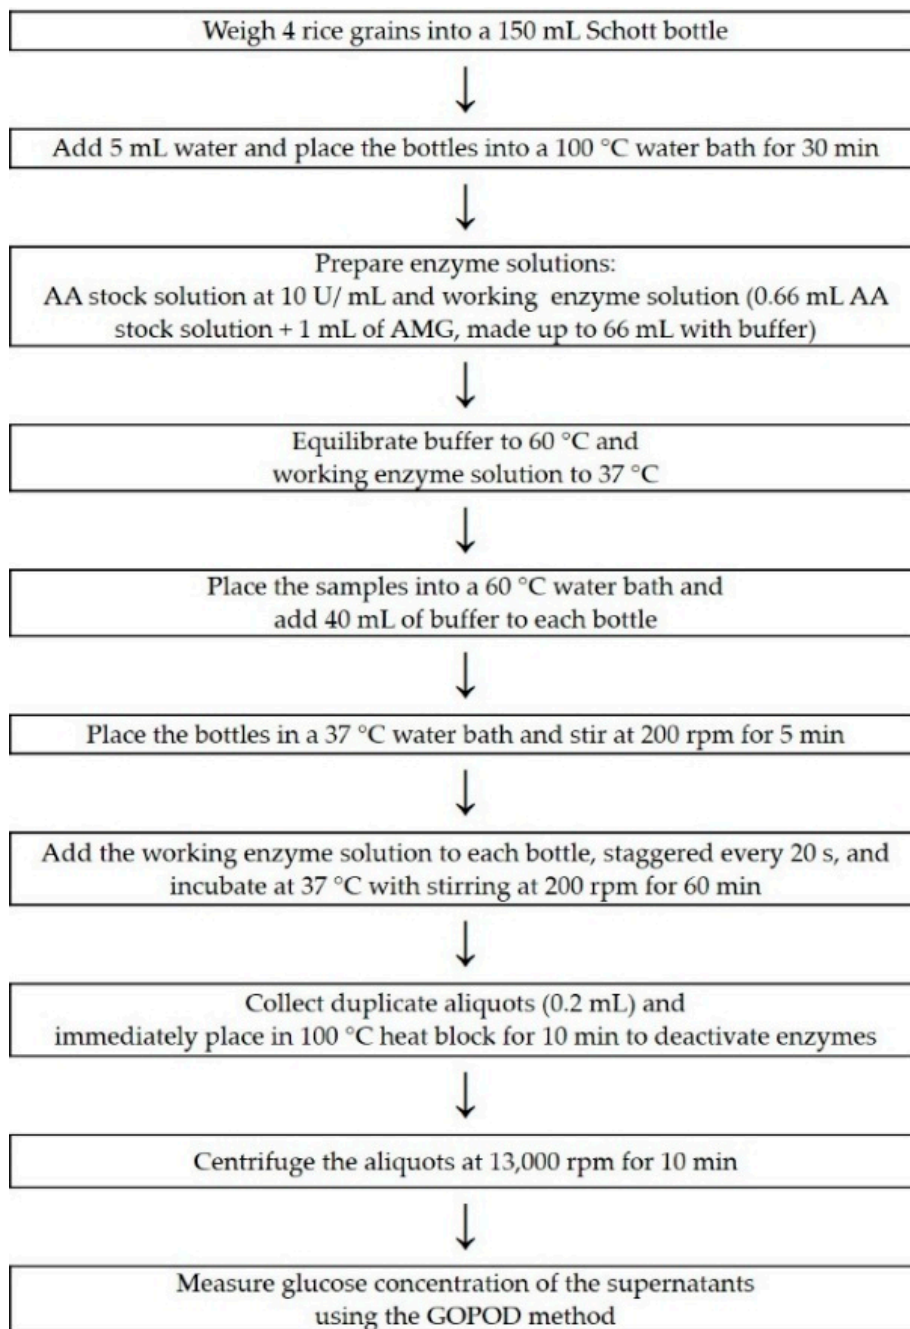 Weigh 4 rice grains into a 150 mL Schott bottle
Add 5 mL water and place the bottles into a 100 °C water bath for 30 min
Prepare enzyme solutions:
AA stock solution at 10 U/ mL and working enzyme solution (0.66 mL AA
stock solution + 1 mL of AMG, made up to 66 mL with buffer)
Equilibrate buffer to 60 °C and
working enzyme solution to 37 °C
Place the samples into a 60 °C water bath and
add 40 mL of buffer to each bottle
Place the bottles in a 37 °C water bath and stir at 200 rpm for 5 min
Add the working enzyme solution to each bottle, staggered every 20 s, and
incubate at 37 °C with stirring at 200 rpm for 60 min
Collect duplicate aliquots (0.2 mL) and
immediately place in 100 °C heat block for 10 min to deactivate enzymes
Centrifuge the aliquots at 13,000 rpm for 10 min
Measure glucose concentration of the supernatants
using the GOPOD method